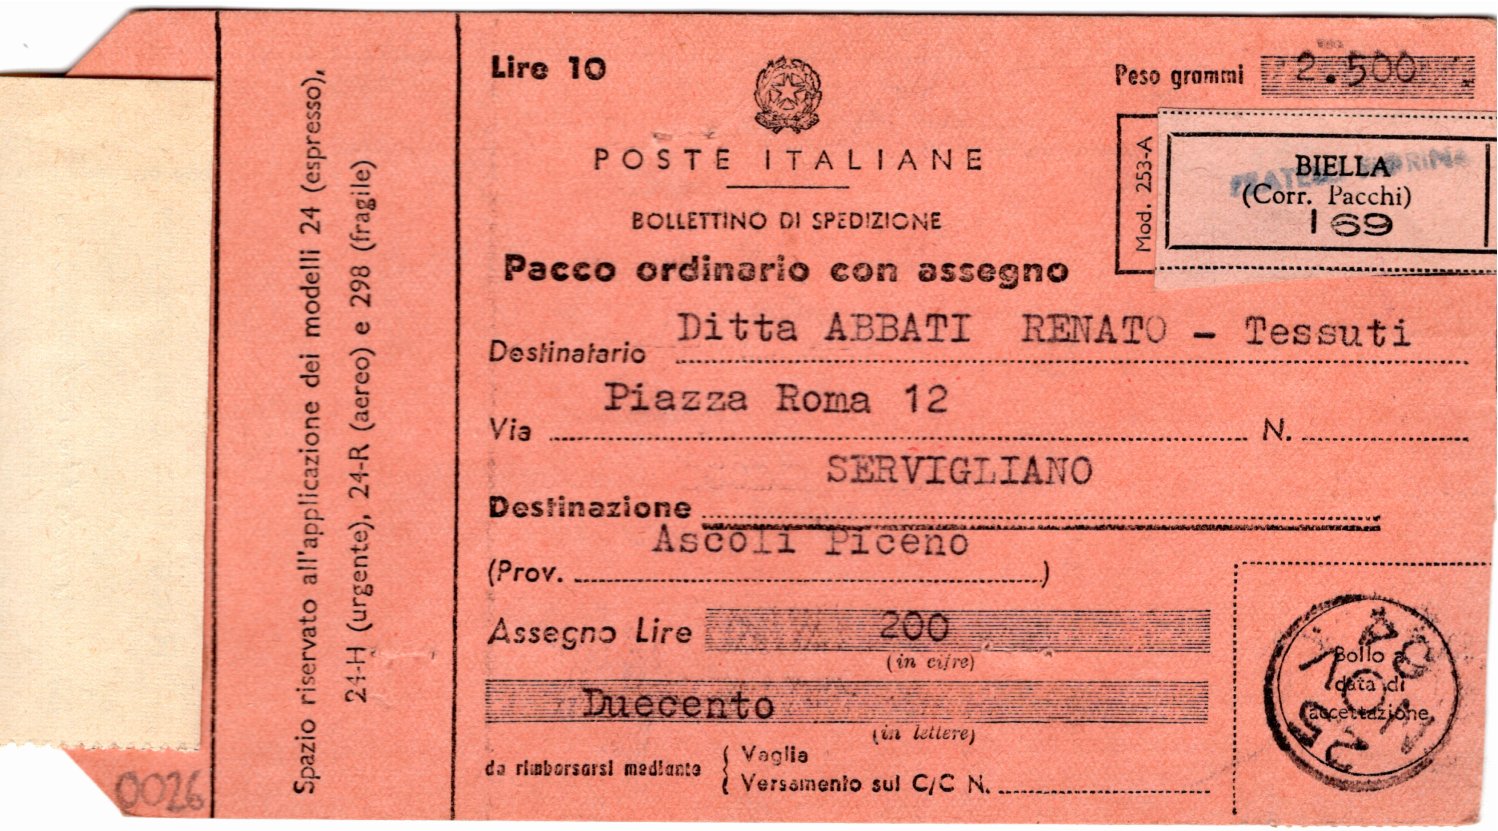 Spazio riservato all'applicazione dei modelli 24 (espresso),
24-H (urgente), 24-R (aereo) e 298 (fragile)
0026
Lire 10
Peso grammi 2.500
POSTE ITALIANE
Mod. 253-A
BIELLA
(Corr. Pacchi)
169
BOLLETTINO DI SPEDIZIONE
Pacco ordinario con assegno
Destinatario Ditta ABBATI RENATO - Tessuti
Via Piazza Roma 12 N.
Destinazione SERVIGLIANO
(Prov. Ascoli Piceno)
Assegno Lire 200
(in cifre)
Duecento
(in lettere)
da rimborsarsi mediante { Vaglia
Versamento sul C/C N.
Bollo a
data di
accettazione